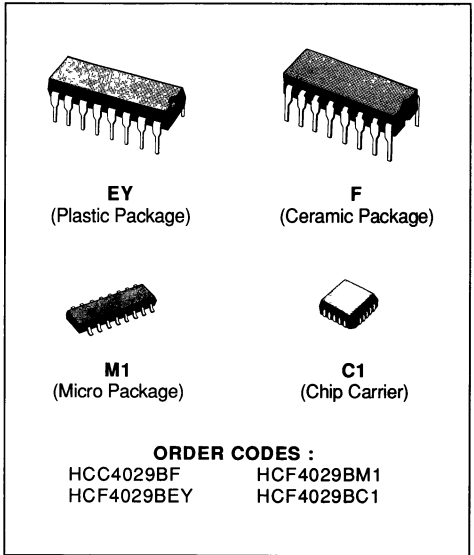 EY
(Plastic Package)
F
(Ceramic Package)
M1
(Micro Package)
C1
(Chip Carrier)
ORDER CODES :
HCC4029BF HCF4029BM1
HCF4029BEY HCF4029BC1